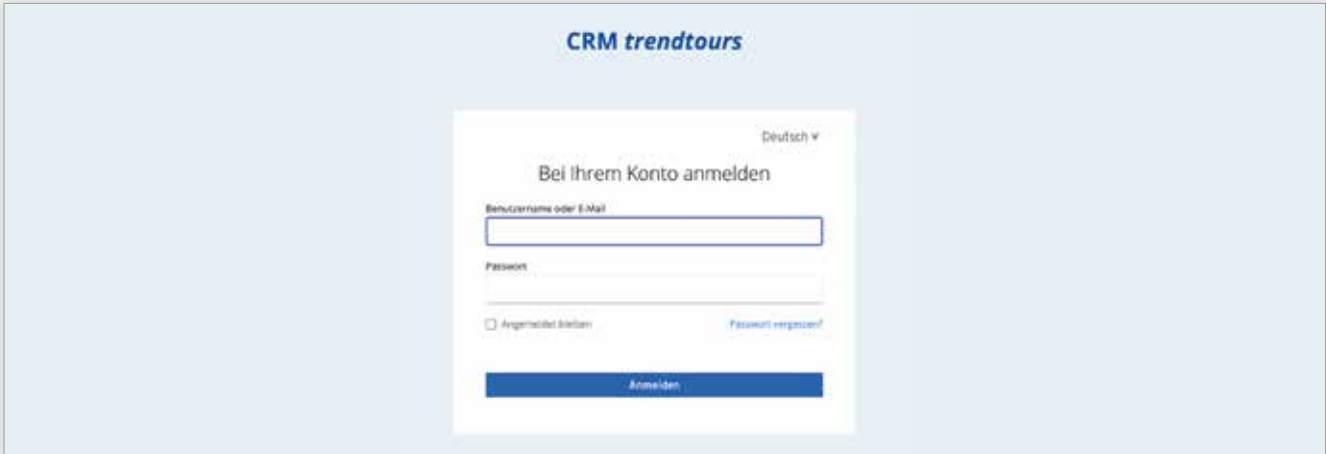 CRM trendtours
Deutsch
Bei Ihrem Konto anmelden
Benutzername oder E-Mail
Passwort
Angemeldet bleiben
Passwort vergessen?
Anmelden